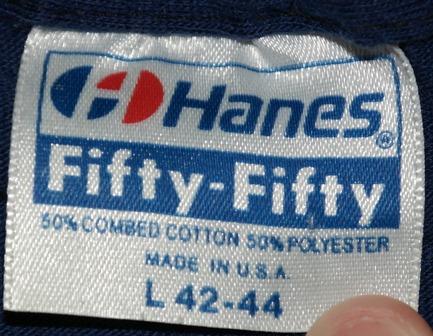 Hanes®
Fifty-Fifty
50% COMBED COTTON 50% POLYESTER
MADE IN U.S.A.
L 42-44